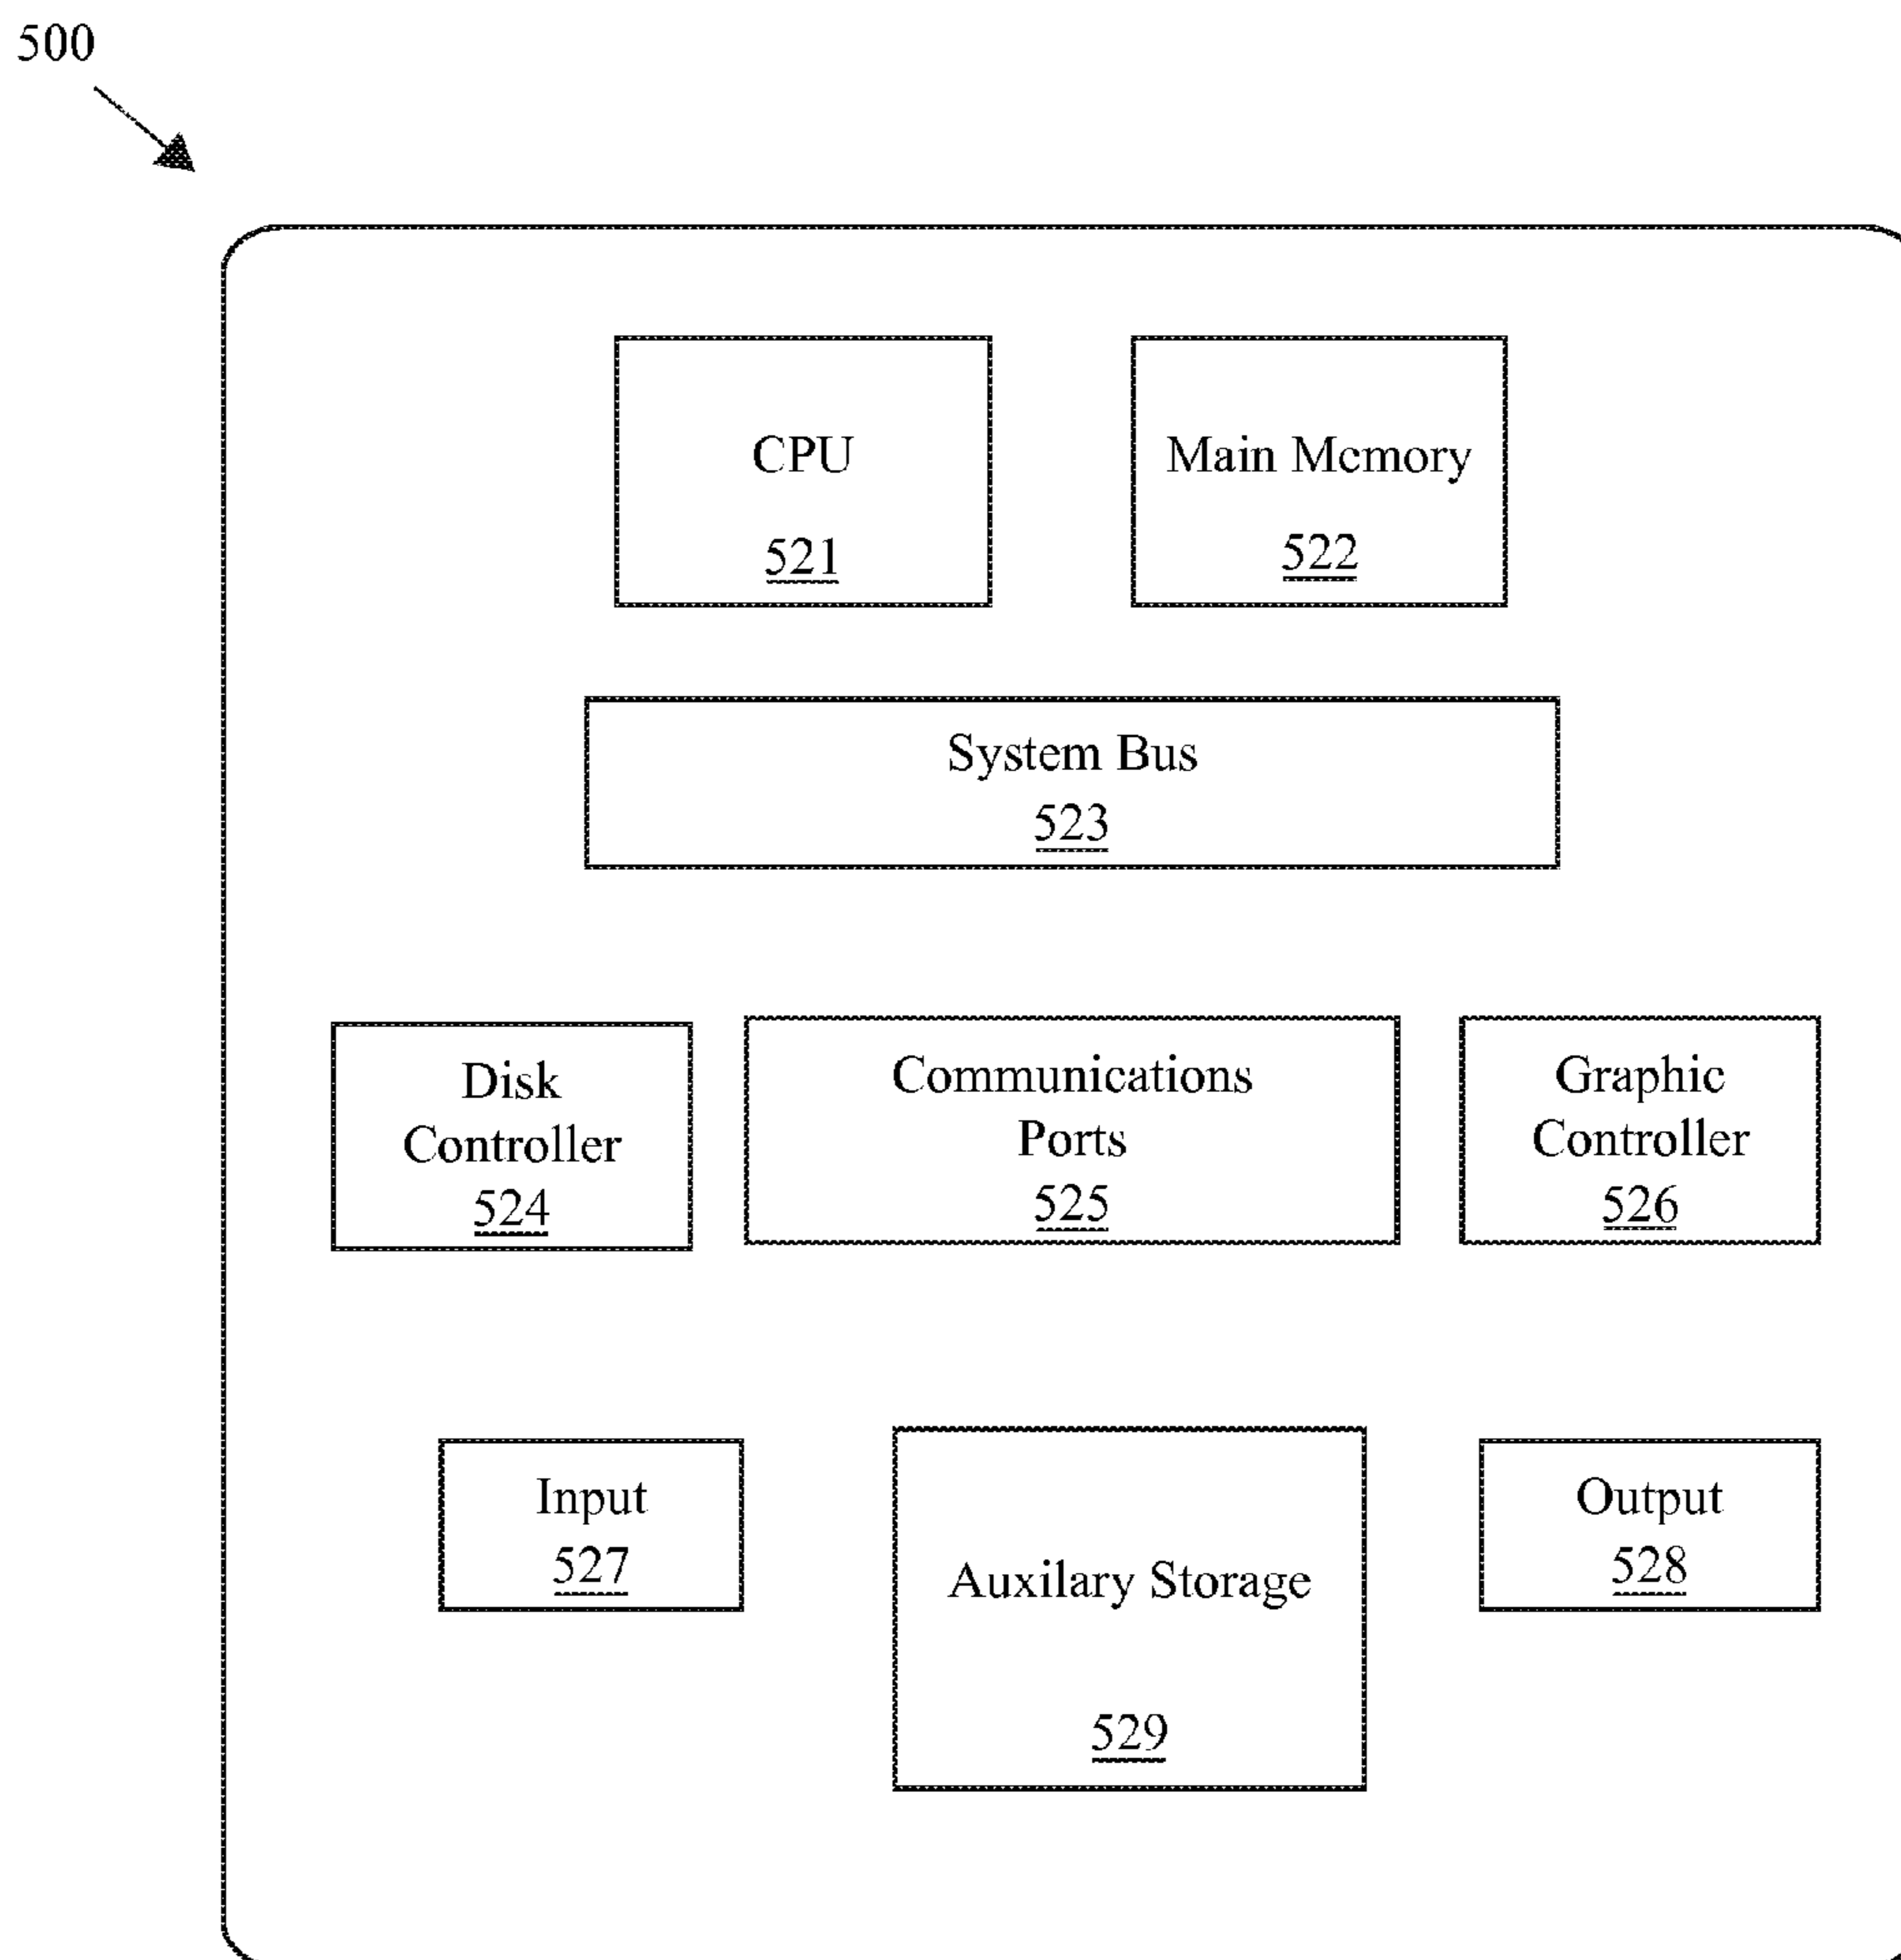 500
CPU
521
Main Memory
522
System Bus
523
Disk
Controller
524
Communications
Ports
525
Graphic
Controller
526
Input
527
Auxilary Storage
529
Output
528